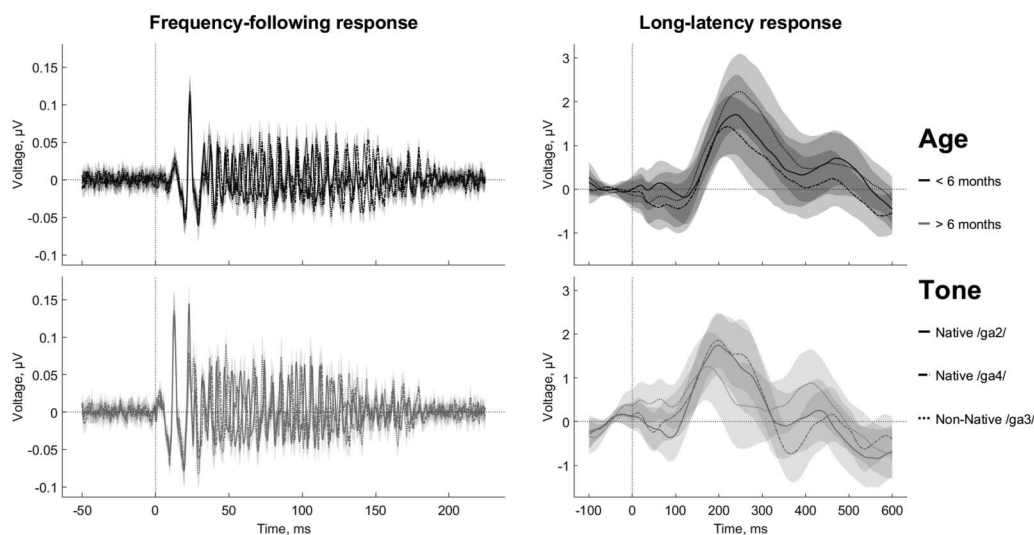 Frequency-following response
Long-latency response
Voltage, µV
0.15
0.1
0.05
0
-0.05
-0.1
Voltage, µV
3
2
1
0
-1
Age
< 6 months
> 6 months
Voltage, µV
0.15
0.1
0.05
0
-0.05
-0.1
-50 0 50 100 150 200
Time, ms
Voltage, µV
3
2
1
0
-1
-100 0 100 200 300 400 500 600
Time, ms
Tone
Native /ga2/
Native /ga4/
Non-Native /ga3/